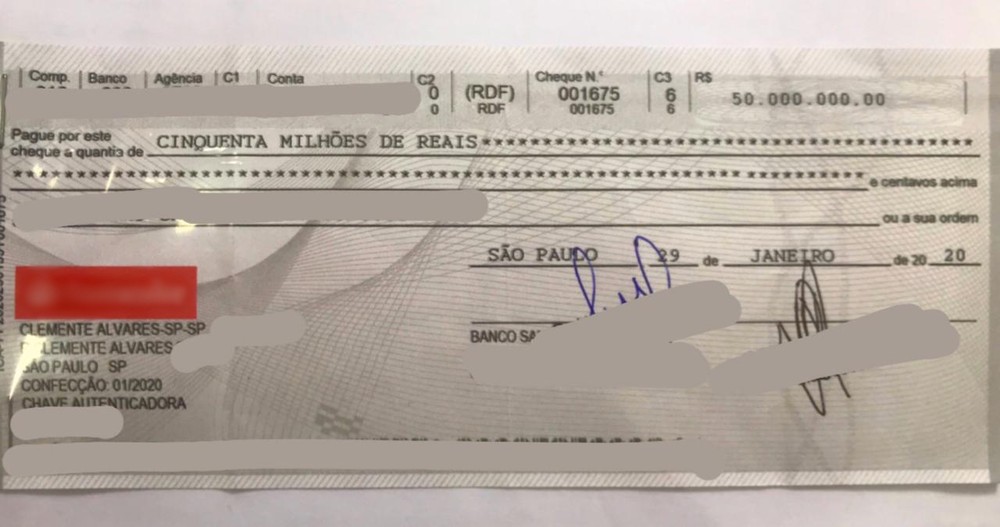 Comp. Banco Agência C1 Conta C2 Cheque N.° C3 R$
0 (RDF) 001675 6 50.000.000.00
0 RDF 001675 6
Pague por este
cheque a quantia de CINQUENTA MILHÕES DE REAIS********************************
******************************************************** e centavos acima
ou a sua ordem
SÃO PAULO 29 de JANEIRO de 20 20
CLEMENTE ALVARES-SP-SP
CLEMENTE ALVARES
SÃO PAULO SP
CONFECÇÃO: 01/2020
CHAVE AUTENTICADORA
BANCO